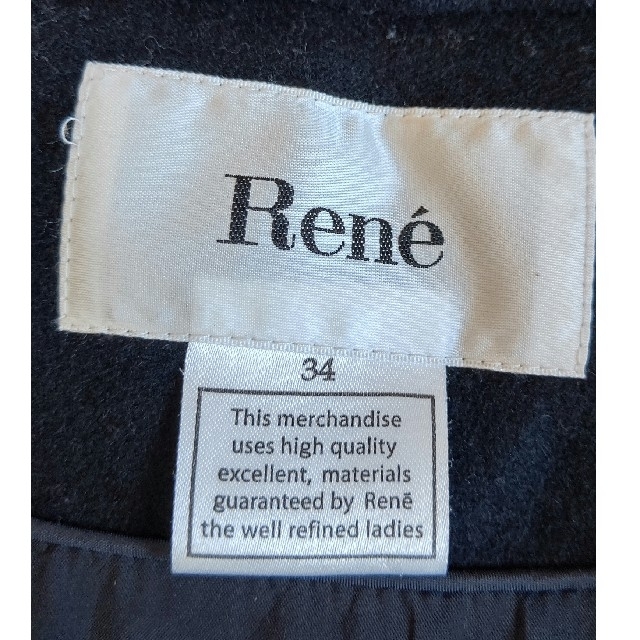 René
34
This merchandise
uses high quality
excellent, materials
guaranteed by Renē
the well refined ladies